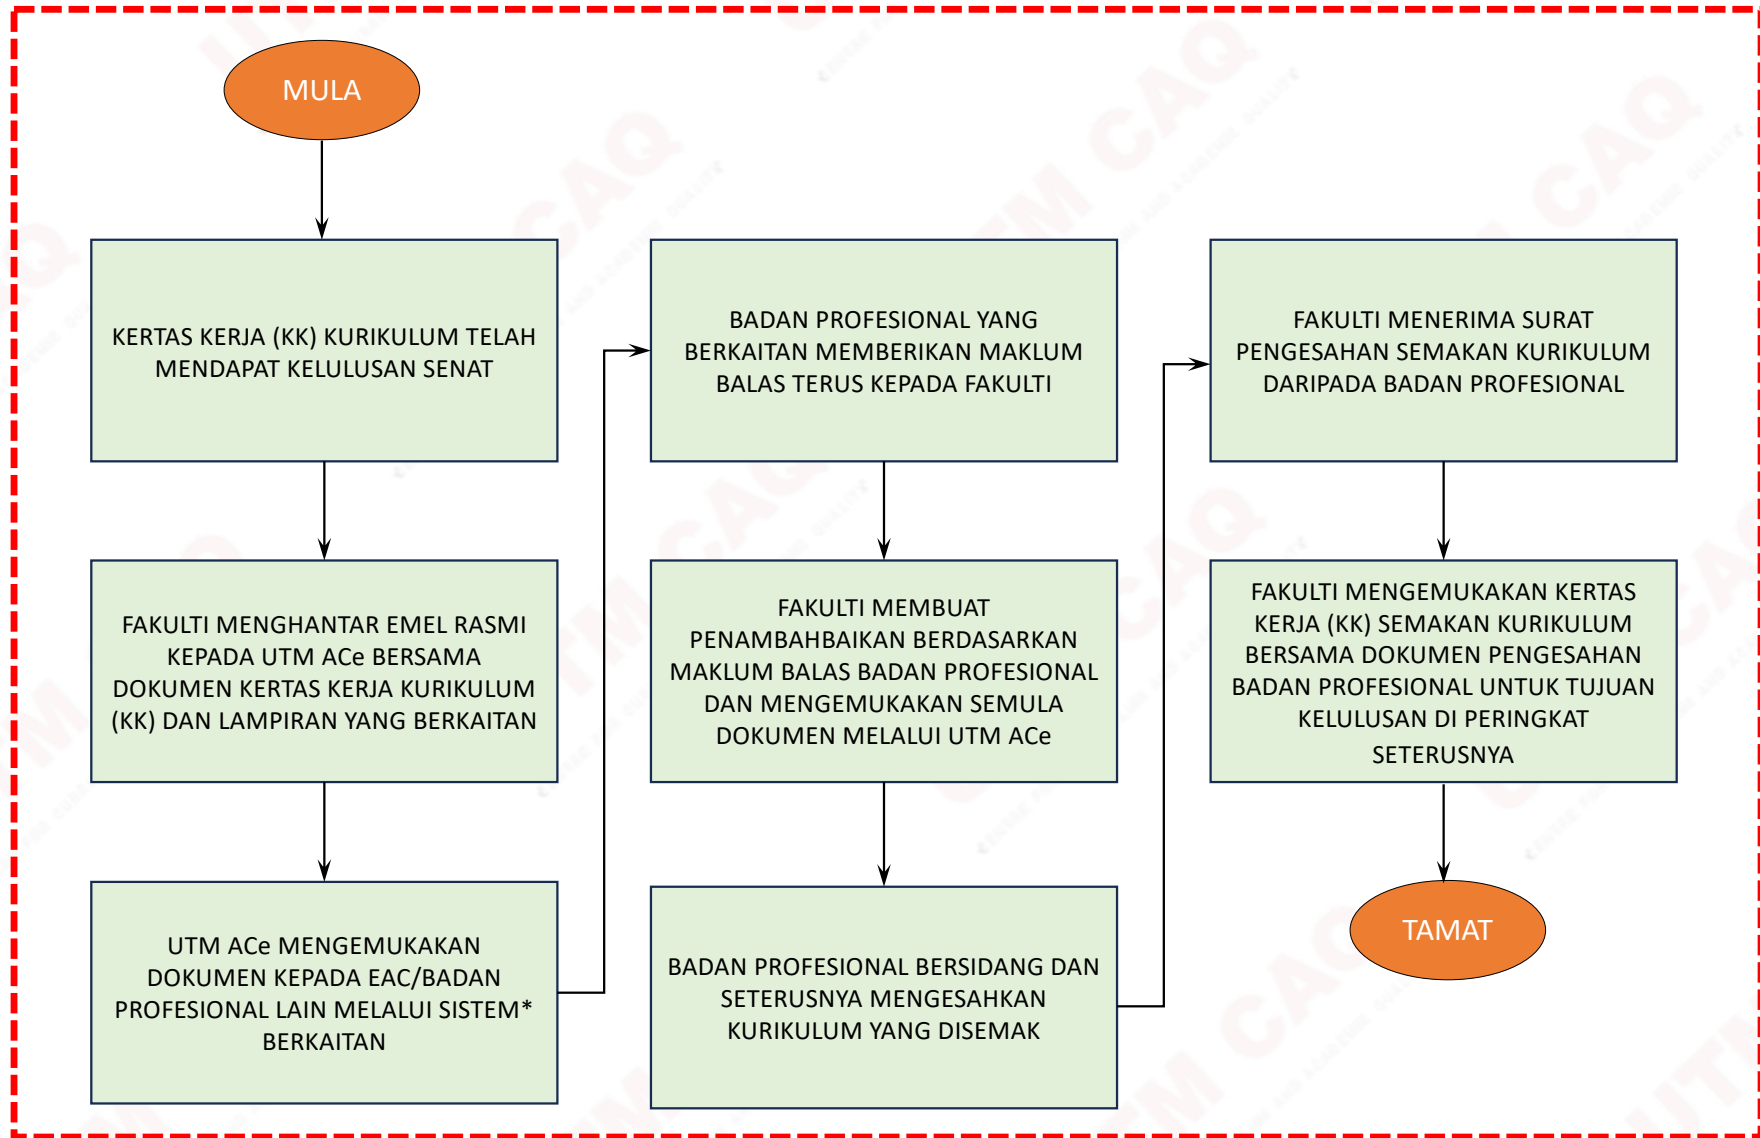 MULA
KERTAS KERJA (KK) KURIKULUM TELAH
MENDAPAT KELULUSAN SENAT
FAKULTI MENGHANTAR EMEL RASMI
KEPADA UTM ACe BERSAMA
DOKUMEN KERTAS KERJA KURIKULUM
(KK) DAN LAMPIRAN YANG BERKAITAN
UTM ACe MENGEMUKAKAN
DOKUMEN KEPADA EAC/BADAN
PROFESIONAL LAIN MELALUI SISTEM*
BERKAITAN
BADAN PROFESIONAL YANG
BERKAITAN MEMBERIKAN MAKLUM
BALAS TERUS KEPADA FAKULTI
FAKULTI MEMBUAT
PENAMBAHBAIKAN BERDASARKAN
MAKLUM BALAS BADAN PROFESIONAL
DAN MENGEMUKAKAN SEMULA
DOKUMEN MELALUI UTM ACe
BADAN PROFESIONAL BERSIDANG DAN
SETERUSNYA MENGESAHKAN
KURIKULUM YANG DISEMAK
FAKULTI MENERIMA SURAT
PENGESAHAN SEMAKAN KURIKULUM
DARIPADA BADAN PROFESIONAL
FAKULTI MENGEMUKAKAN KERTAS
KERJA (KK) SEMAKAN KURIKULUM
BERSAMA DOKUMEN PENGESAHAN
BADAN PROFESIONAL UNTUK TUJUAN
KELULUSAN DI PERINGKAT
SETERUSNYA
TAMAT
UTM CAQ